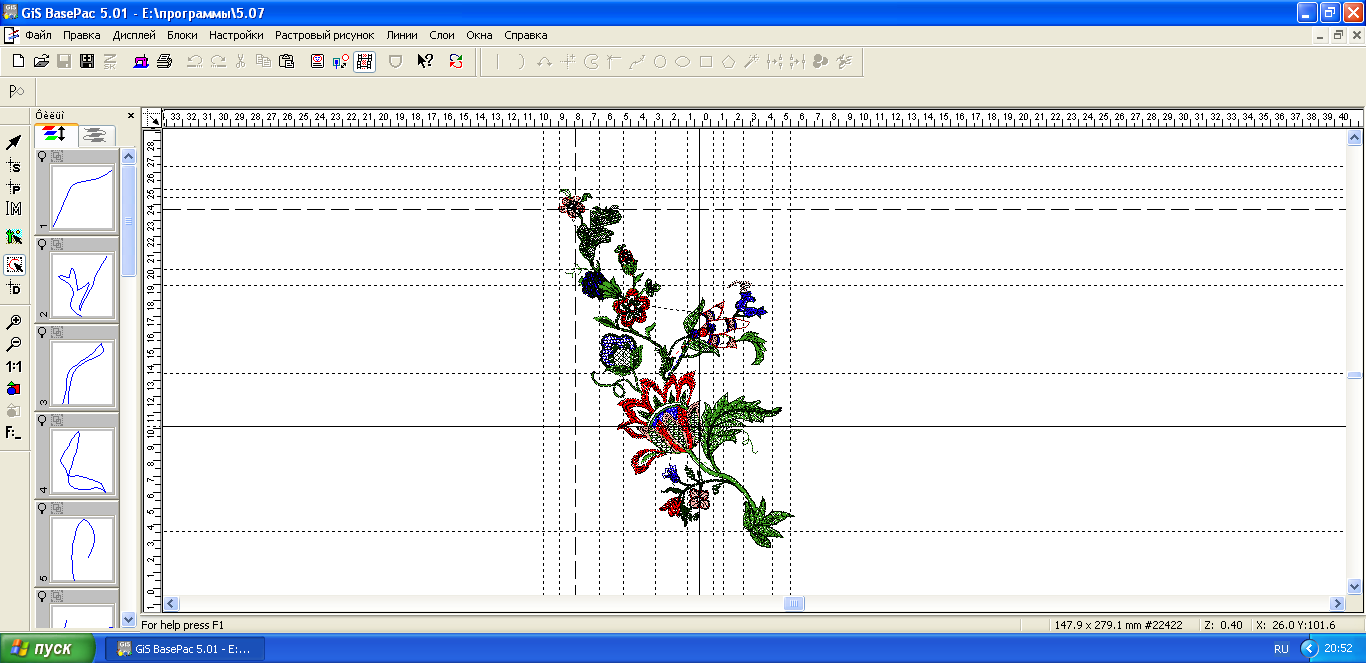 GiS BasePac 5.01 - E:\программы\5.07
Файл Правка Дисплей Блоки Настройки Растровый рисунок Линии Слои Окна Справка
Ôèëüî
33 32 31 30 29 28 27 26 25 24 23 22 21 20 19 18 17 16 15 14 13 12 11 10 9 8 7 6 5 4 3 2 1 0 1 2 3 4 5 6 7 8 9 10 11 12 13 14 15 16 17 18 19 20 21 22 23 24 25 26 27 28 29 30 31 32 33 34 35 36 37 38 39 40
28
27
26
25
24
23
22
21
20
19
18
17
16
15
14
13
12
11
10
9
8
7
6
5
4
3
2
1
0
1
S
P
M
D
1:1
F:_
1
2
3
4
5
For help press F1
147.9 x 279.1 mm #22422 Z: 0.40 X: 26.0 Y:101.6
пуск
GiS BasePac 5.01 - E:...
RU
20:52